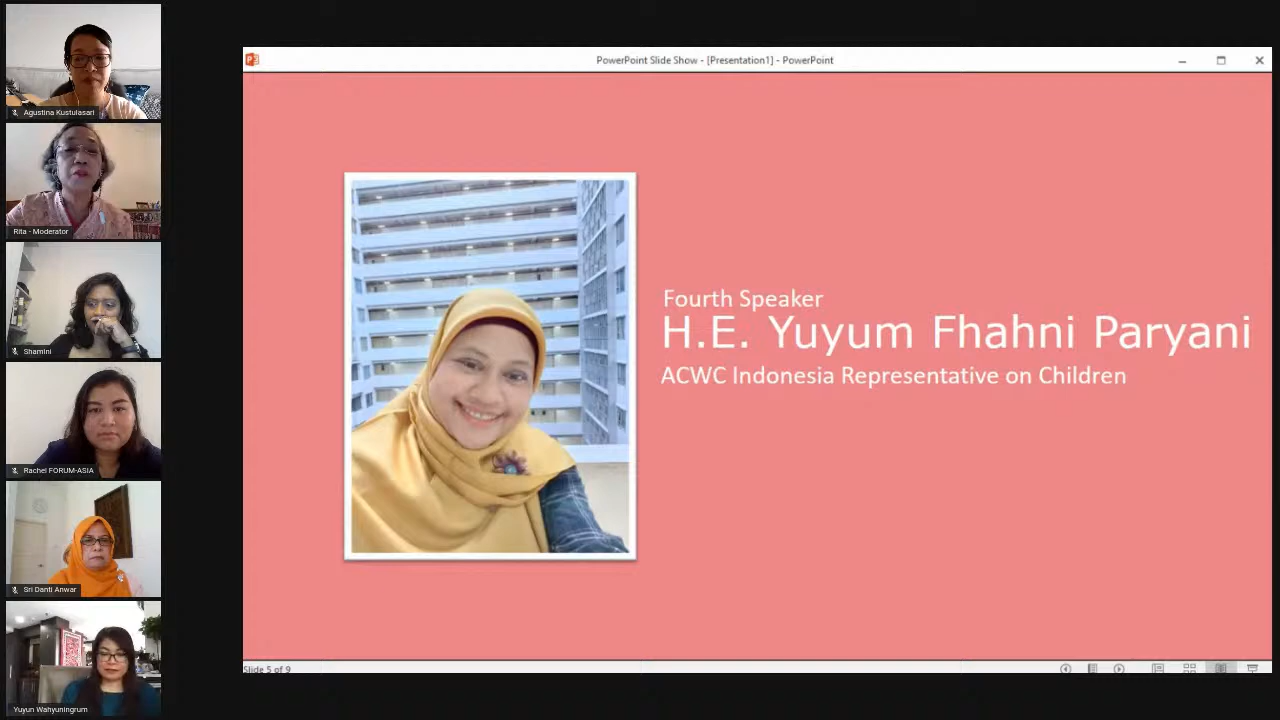 Agustina Kustulasari
Rita - Moderator
Shamini
Rachel FORUM-ASIA
Sri Danti Anwar
Yuyun Wahyuningrum
PowerPoint Slide Show - [Presentation1] - PowerPoint
Fourth Speaker
H.E. Yuyum Fhahni Paryani
ACWC Indonesia Representative on Children
Slide 5 of 9